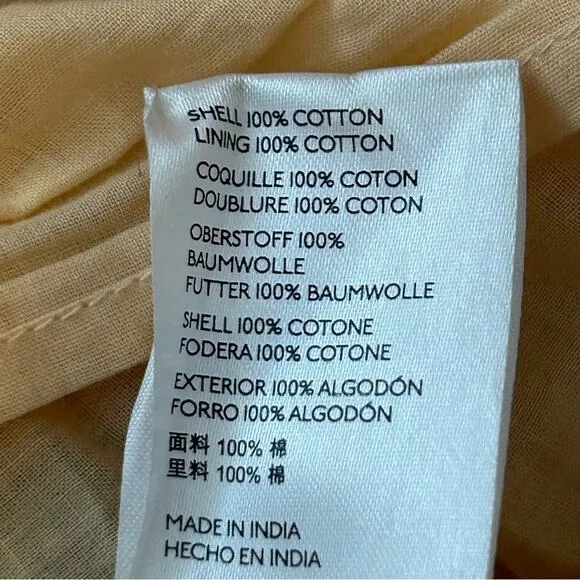 SHELL 100% COTTON
LINING 100% COTTON
COQUILLE 100% COTON
DOUBLURE 100% COTON
OBERSTOFF 100%
BAUMWOLLE
FUTTER 100% BAUMWOLLE
SHELL 100% COTONE
FODERA 100% COTONE
EXTERIOR 100% ALGODÓN
FORRO 100% ALGODÓN
面料 100% 棉
里料 100% 棉
MADE IN INDIA
HECHO EN INDIA